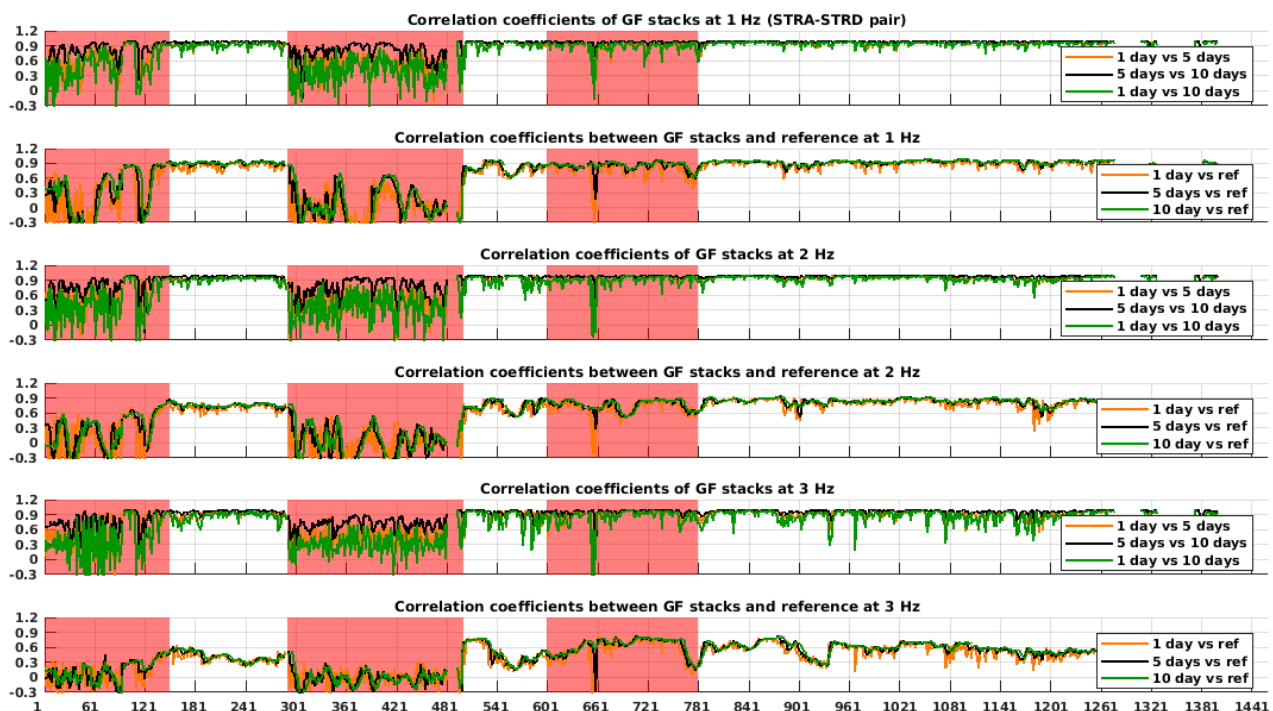 Correlation coefficients of GF stacks at 1 Hz (STRA-STRD pair)
1.2
0.9
0.6
0.3
0
-0.3
1 day vs 5 days
5 days vs 10 days
1 day vs 10 days
Correlation coefficients between GF stacks and reference at 1 Hz
1.2
0.9
0.6
0.3
0
-0.3
1 day vs ref
5 days vs ref
10 day vs ref
Correlation coefficients of GF stacks at 2 Hz
1.2
0.9
0.6
0.3
0
-0.3
1 day vs 5 days
5 days vs 10 days
1 day vs 10 days
Correlation coefficients between GF stacks and reference at 2 Hz
1.2
0.9
0.6
0.3
0
-0.3
1 day vs ref
5 days vs ref
10 day vs ref
Correlation coefficients of GF stacks at 3 Hz
1.2
0.9
0.6
0.3
0
-0.3
1 day vs 5 days
5 days vs 10 days
1 day vs 10 days
Correlation coefficients between GF stacks and reference at 3 Hz
1.2
0.9
0.6
0.3
0
-0.3
1 day vs ref
5 days vs ref
10 day vs ref
1 61 121 181 241 301 361 421 481 541 601 661 721 781 841 901 961 1021 1081 1141 1201 1261 1321 1381 1441